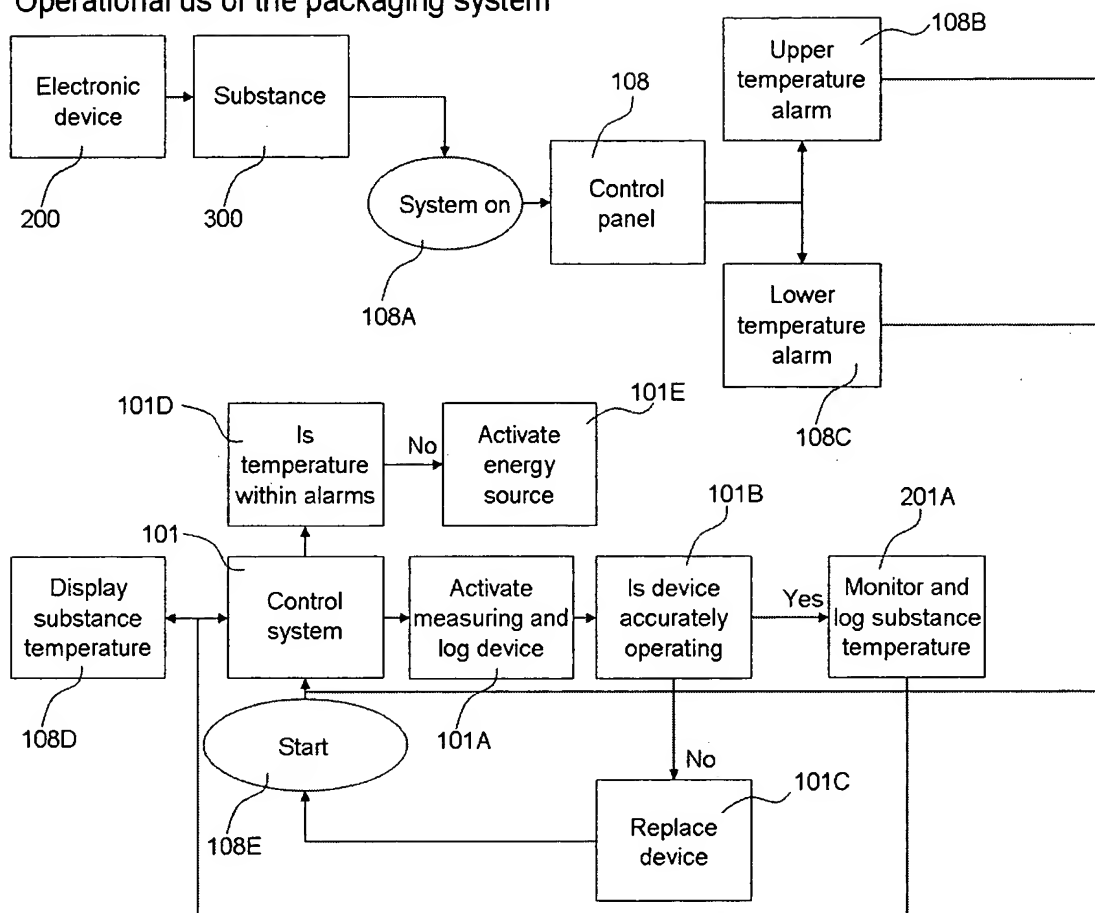 Operational us of the packaging system
Electronic
device
200
Substance
300
System on
108A
108
Control
panel
108B
Upper
temperature
alarm
Lower
temperature
alarm
108C
101D
Is
temperature
within alarms
No
101E
Activate
energy
source
101
Control
system
Display
substance
temperature
108D
Activate
measuring and
log device
101A
101B
Is device
accurately
operating
Yes
201A
Monitor and
log substance
temperature
Start
108E
No
101C
Replace
device